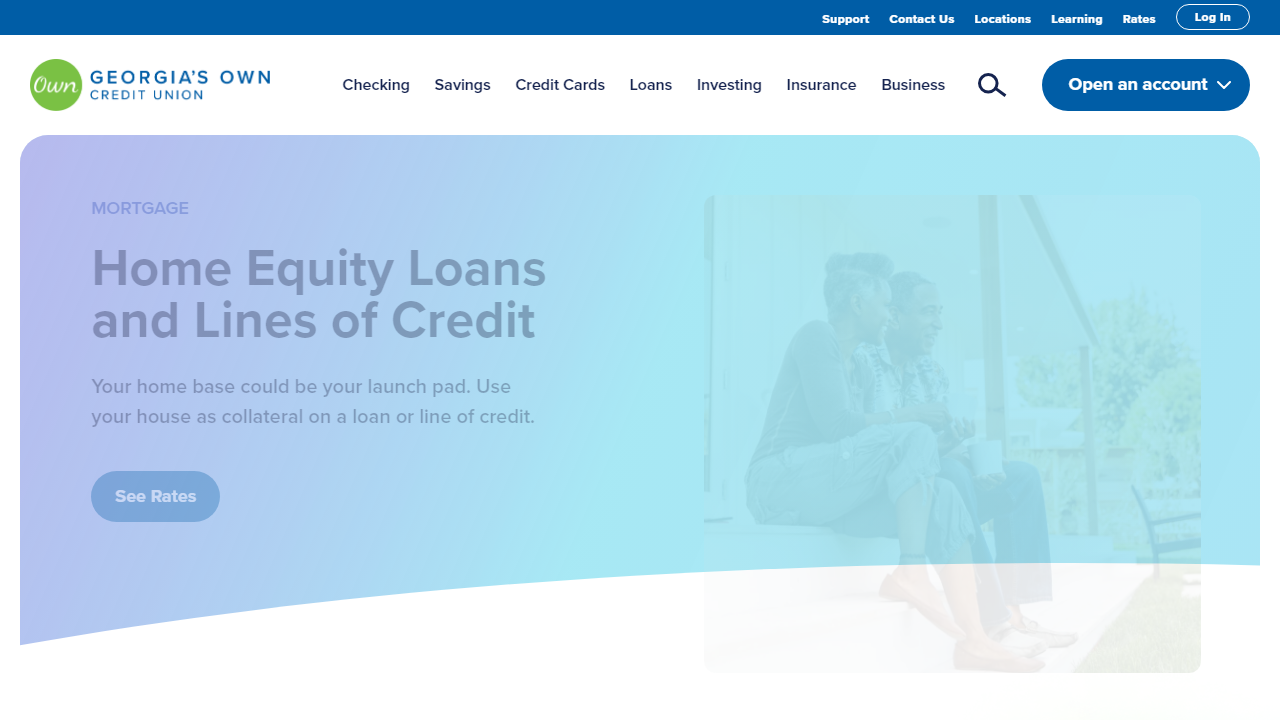 Support Contact Us Locations Learning Rates Log In
Own GEORGIA'S OWN
CREDIT UNION
Checking Savings Credit Cards Loans Investing Insurance Business
Open an account
MORTGAGE
Home Equity Loans
and Lines of Credit
Your home base could be your launch pad. Use
your house as collateral on a loan or line of credit.
See Rates